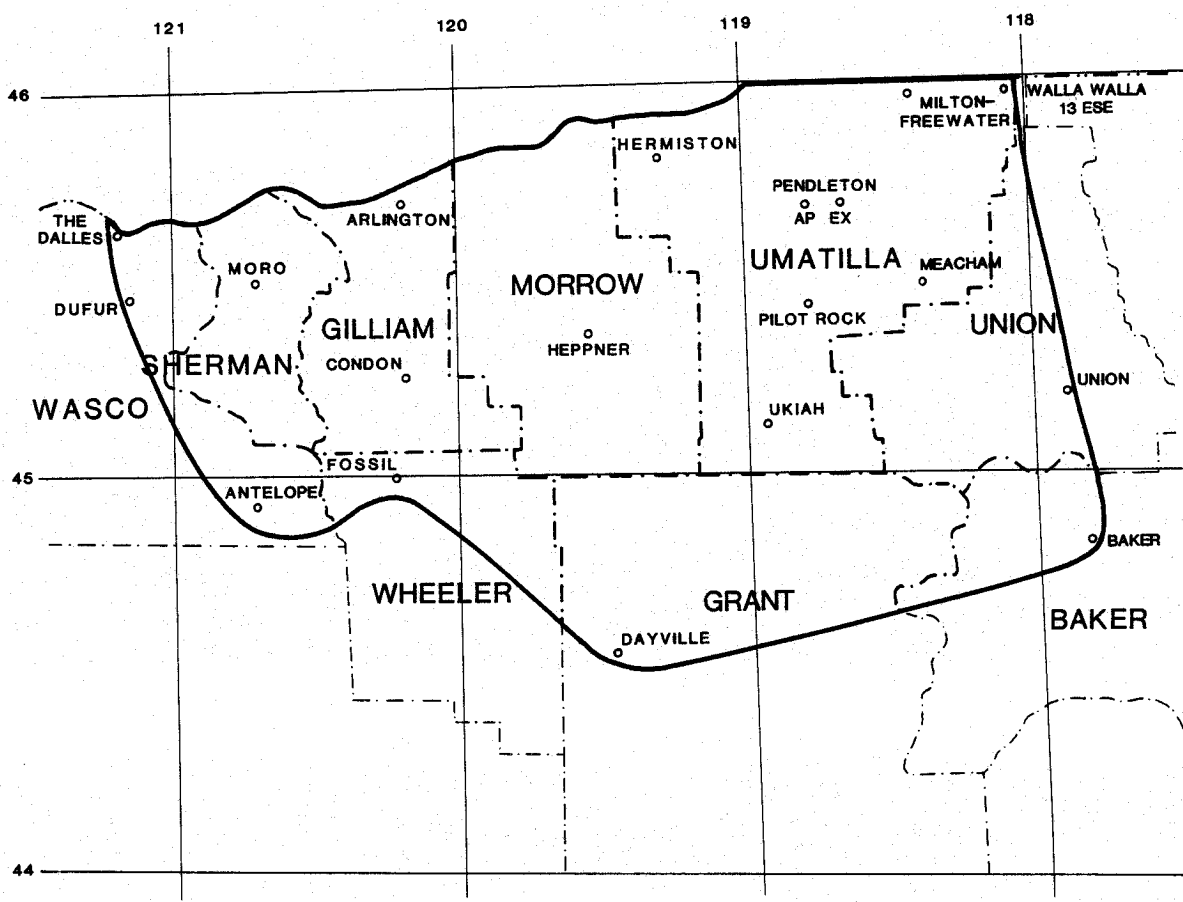 121
120
119
118
46
WALLA WALLA
13 ESE
MILTON-
FREEWATER
HERMISTON
PENDLETON
AP EX
THE
DALLES
ARLINGTON
MORO
MORROW
UMATILLA
MEACHAM
DUFUR
GILLIAM
PILOT ROCK
UNION
HEPPNER
SHERMAN
CONDON
UNION
WASCO
UKIAH
FOSSIL
45
ANTELOPE
BAKER
WHEELER
GRANT
BAKER
DAYVILLE
44